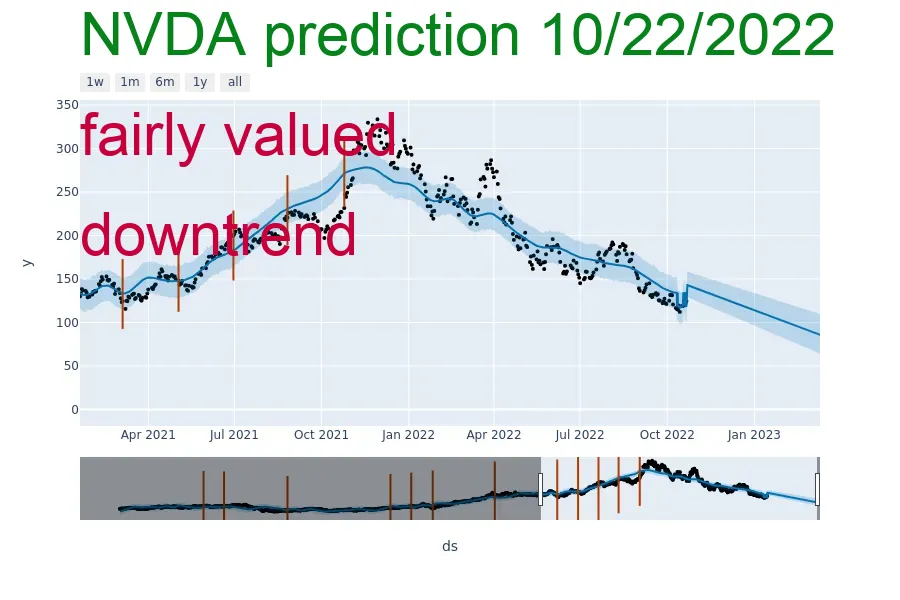 NVDA prediction 10/22/2022
1w 1m 6m 1y all
350
fairly valued
300
250
downtrend
200
y
150
100
50
0
Apr 2021 Jul 2021 Oct 2021 Jan 2022 Apr 2022 Jul 2022 Oct 2022 Jan 2023
ds